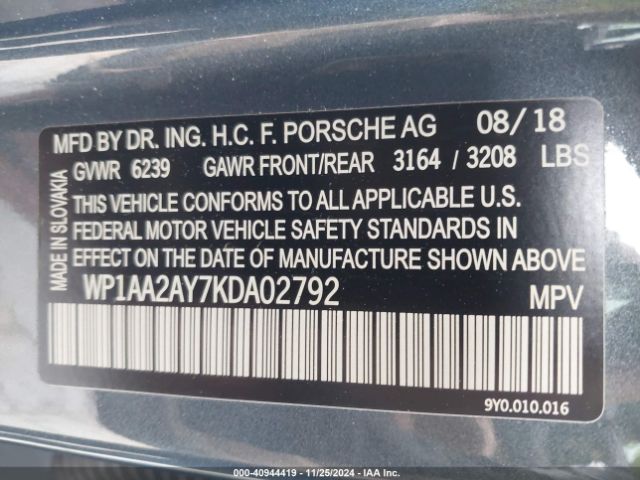 MFD BY DR. ING. H.C. F. PORSCHE AG 08/18
GVWR 6239 GAWR FRONT/REAR 3164 / 3208 LBS
THIS VEHICLE CONFORMS TO ALL APPLICABLE U.S.
FEDERAL MOTOR VEHICLE SAFETY STANDARDS IN
EFFECT ON THE DATE OF MANUFACTURE SHOWN ABOVE
WP1AA2AY7KDA02792 MPV
MADE IN SLOVAKIA
9Y0.010.016
000-40944419 - 11/25/2024 - IAA Inc.